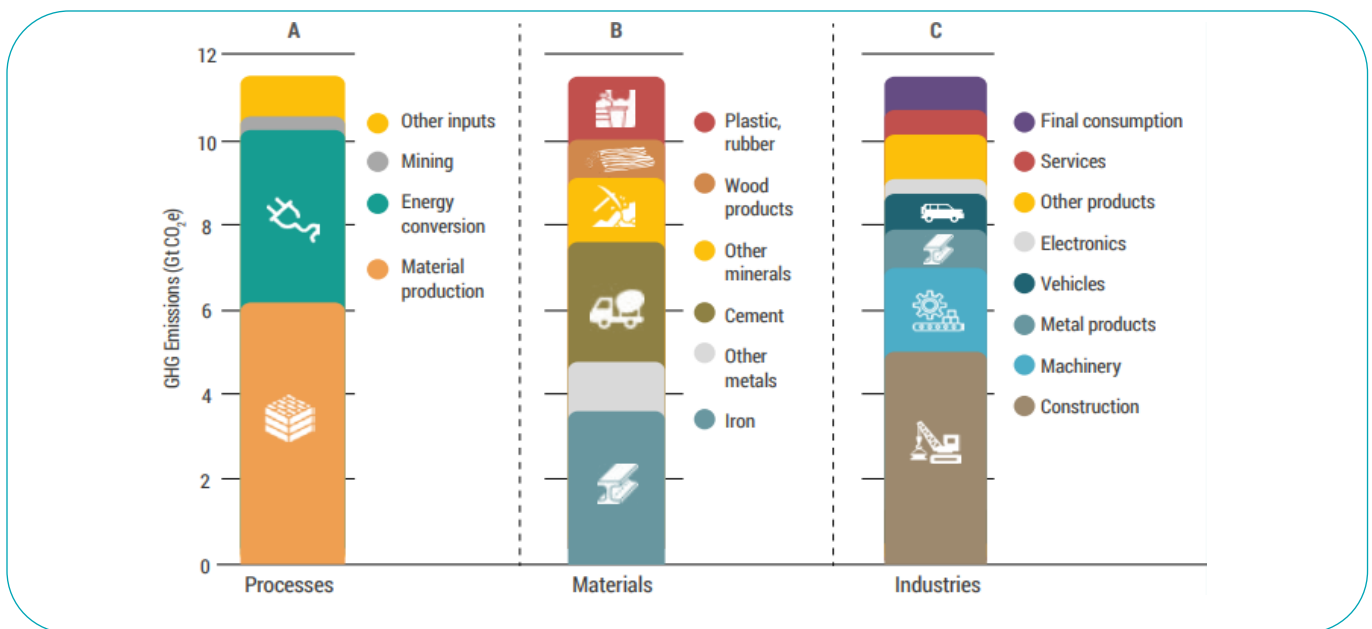 A
B
C
12
10
8
6
4
2
0
GHG Emissions (Gt CO₂e)
Other inputs
Mining
Energy
conversion
Material
production
Processes
Plastic,
rubber
Wood
products
Other
minerals
Cement
Other
metals
Iron
Materials
Final consumption
Services
Other products
Electronics
Vehicles
Metal products
Machinery
Construction
Industries